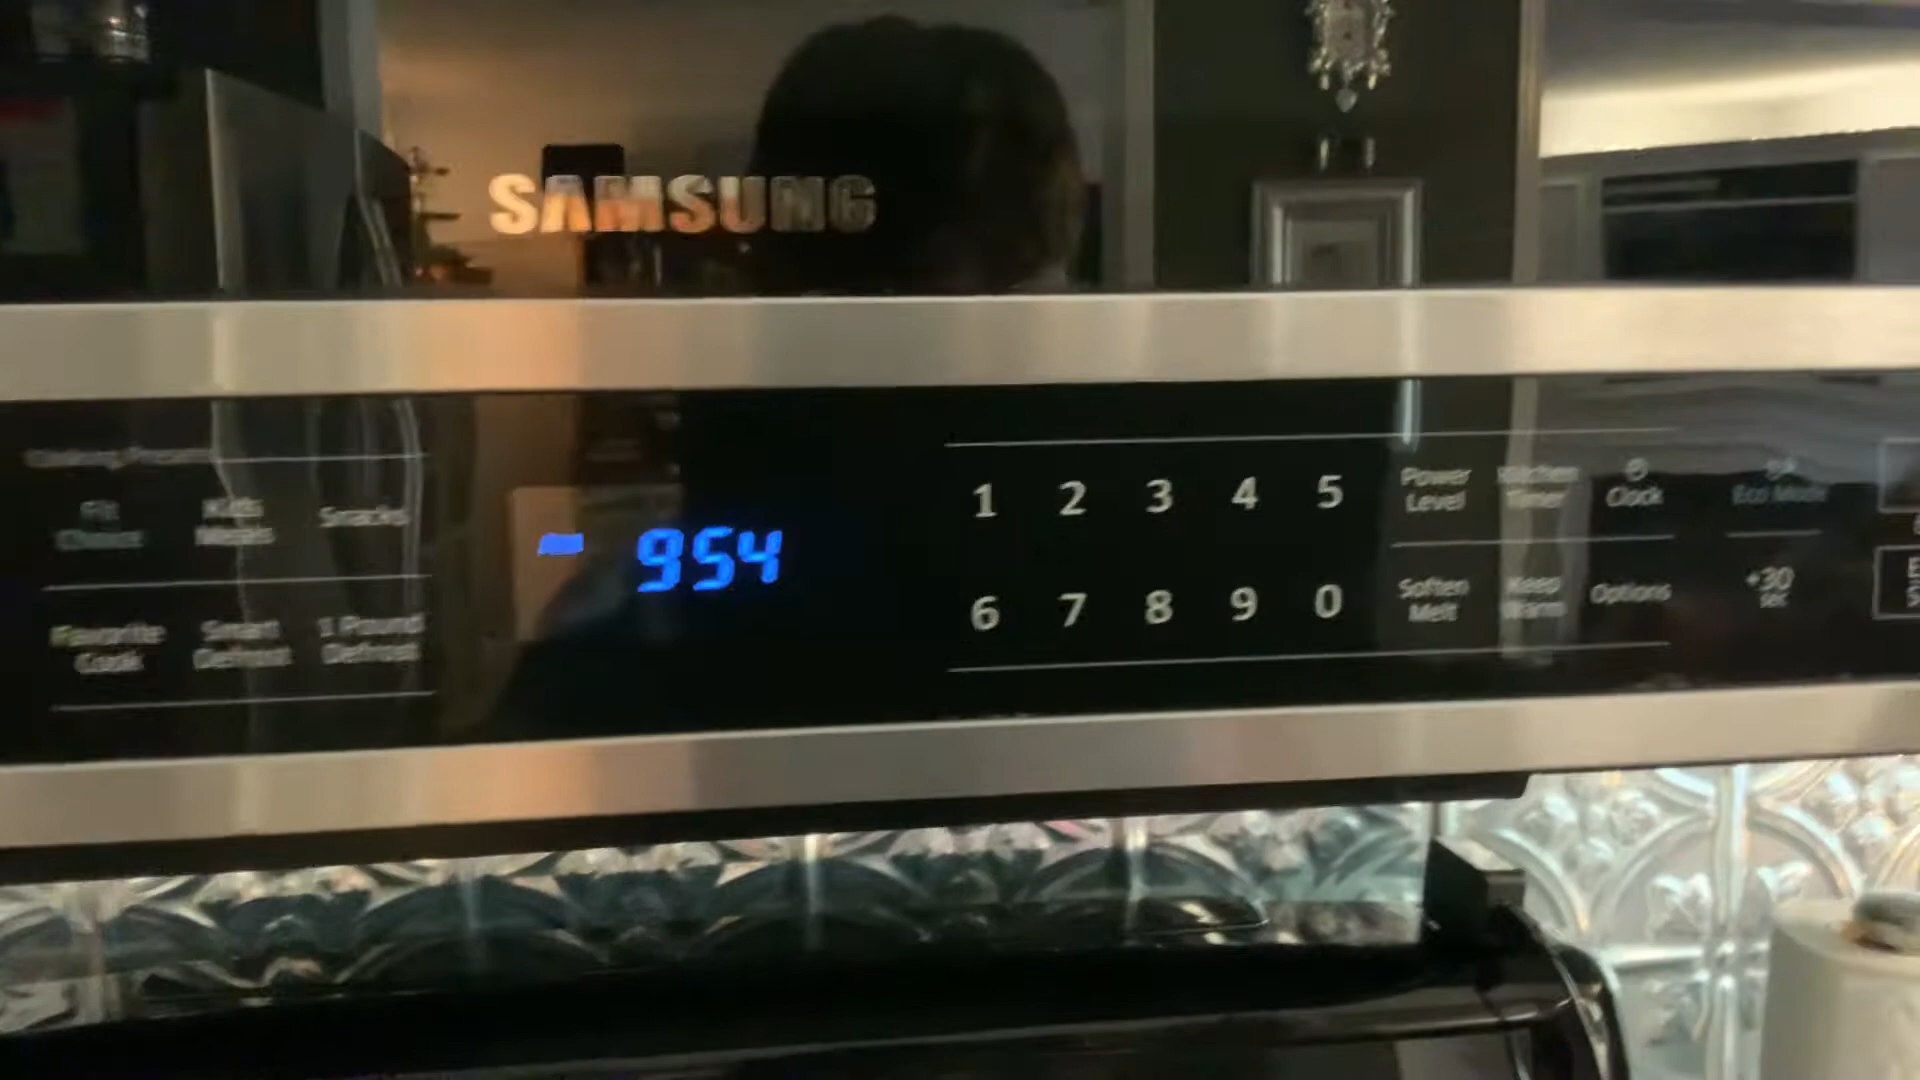 SAMSUNG
Cooking Presets
Fit Choice
Kids Meals
Snacks
954
1 2 3 4 5
Power Level
Kitchen Timer
Clock
Eco Mode
Favorite Cook
Smart Defrost
1 Pound Defrost
6 7 8 9 0
Soften Melt
Keep Warm
Options
+30 sec